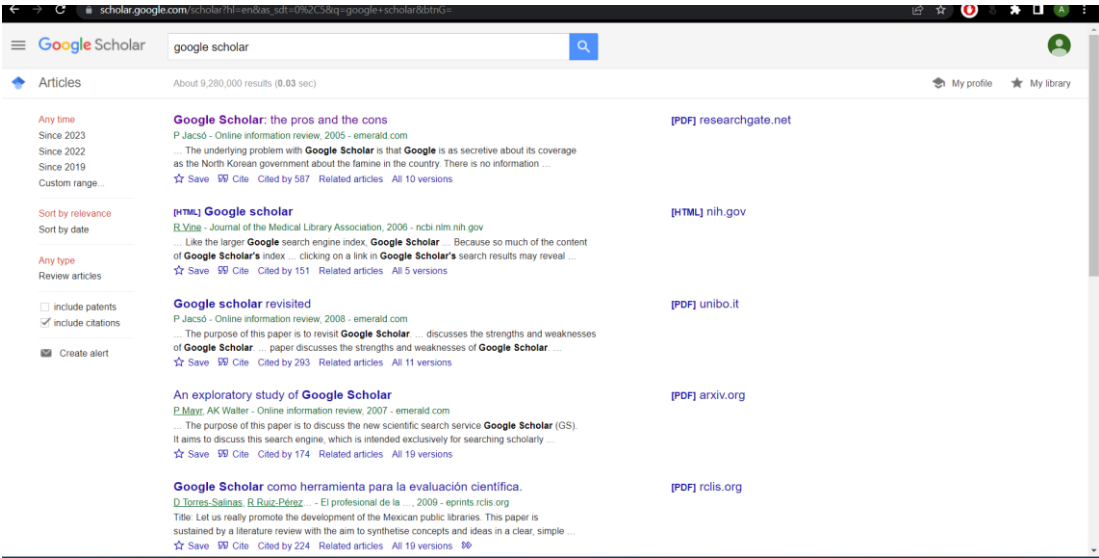 scholar.google.com/scholar?hl=en&as_sdt=0%2C5&q=google+scholar&btnG=
Google Scholar
google scholar
Articles
About 9,280,000 results (0.03 sec)
My profile
My library
Any time
Since 2023
Since 2022
Since 2019
Custom range...
Sort by relevance
Sort by date
Any type
Review articles
include patents
include citations
Create alert
Google Scholar: the pros and the cons
P Jacsó - Online information review, 2005 - emerald.com
... The underlying problem with Google Scholar is that Google is as secretive about its coverage
as the North Korean government about the famine in the country. There is no information ...
Save Cite Cited by 587 Related articles All 10 versions
[PDF] researchgate.net
[HTML] Google scholar
R Vine - Journal of the Medical Library Association, 2006 - ncbi.nlm.nih.gov
... Like the larger Google search engine index, Google Scholar ... Because so much of the content
of Google Scholar's index ... clicking on a link in Google Scholar's search results may reveal ...
Save Cite Cited by 151 Related articles All 5 versions
[HTML] nih.gov
Google scholar revisited
P Jacsó - Online information review, 2008 - emerald.com
... The purpose of this paper is to revisit Google Scholar. ... discusses the strengths and weaknesses
of Google Scholar. ... paper discusses the strengths and weaknesses of Google Scholar. ...
Save Cite Cited by 293 Related articles All 11 versions
[PDF] unibo.it
An exploratory study of Google Scholar
P Mayr, AK Walter - Online information review, 2007 - emerald.com
... The purpose of this paper is to discuss the new scientific search service Google Scholar (GS).
It aims to discuss this search engine, which is intended exclusively for searching scholarly ...
Save Cite Cited by 174 Related articles All 19 versions
[PDF] arxiv.org
Google Scholar como herramienta para la evaluación científica.
D Torres-Salinas, R Ruiz-Pérez... - El profesional de la ..., 2009 - eprints.rclis.org
Title: Let us really promote the development of the Mexican public libraries. This paper is
sustained by a literature review with the aim to synthetise concepts and ideas in a clear, simple ...
Save Cite Cited by 224 Related articles All 19 versions
[PDF] rclis.org